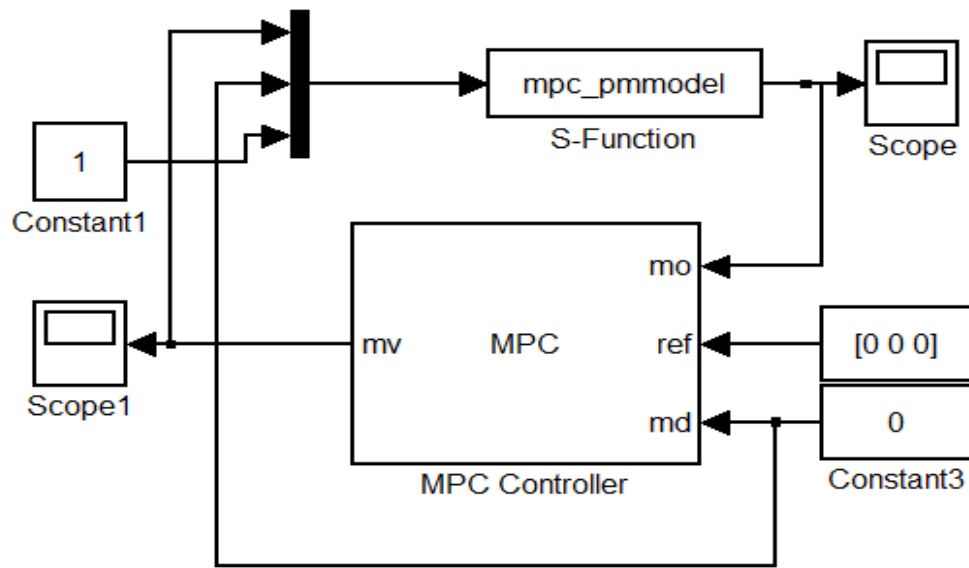 mpc_pmmodel
S-Function
Scope
1
Constant1
mo
mv
MPC
ref
[0 0 0]
Scope1
md
0
MPC Controller
Constant3